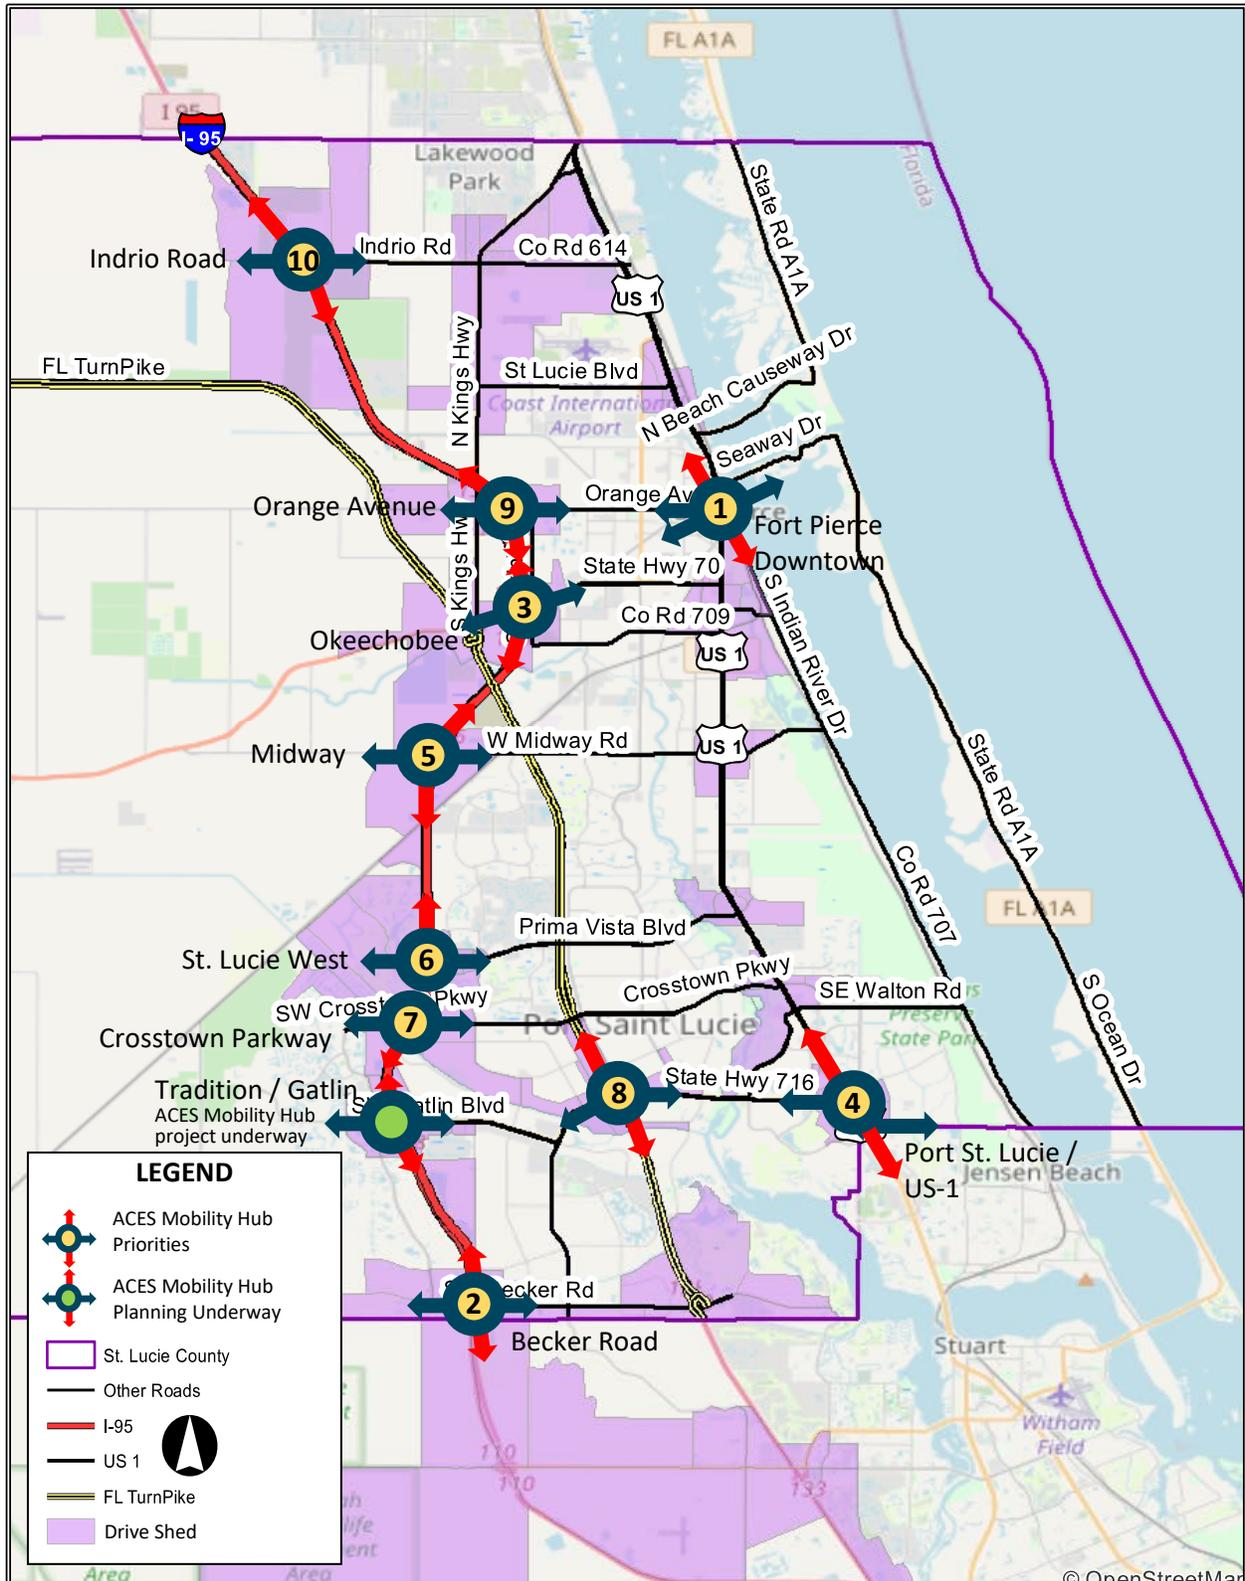 FL A1A
I 95
I- 95
Lakewood
Park
Florida
State Rd A1A
Indrio Road
10
Indrio Rd
Co Rd 614
US 1
FL TurnPike
N Kings Hwy
St Lucie Blvd
Coast International
Airport
N Beach Causeway Dr
Seaway Dr
Orange Avenue
9
Orange Av
1
Fort Pierce
Downtown
S Kings Hw
State Hwy 70
3
Co Rd 709
Okeechobee
US 1
S Indian River Dr
Midway
5
W Midway Rd
US 1
State Rd A1A
Co Rd 707
FL A1A
Prima Vista Blvd
St. Lucie West
6
Crosstown Pkwy
SE Walton Rd
SW Crosst
Pkwy
7
Crosstown Parkway
Port Saint Lucie
Preserve
State Park
S Ocean Dr
Tradition / Gatlin
ACES Mobility Hub
project underway
atlin Blvd
8
State Hwy 716
4
Port St. Lucie /
US-1
Jensen Beach
LEGEND
ACES Mobility Hub
Priorities
ACES Mobility Hub
Planning Underway
St. Lucie County
Other Roads
I-95
US 1
FL TurnPike
Drive Shed
2
ecker Rd
Becker Road
Stuart
Witham
Field
110
110
133
Area
Area
© OpenStreetMar